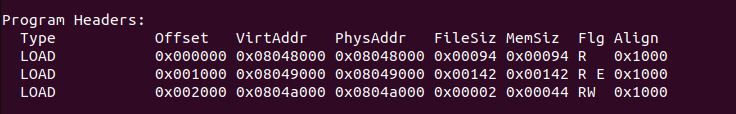 Program Headers:
  Type           Offset   VirtAddr   PhysAddr   FileSiz MemSiz  Flg Align
  LOAD           0x000000 0x08048000 0x08048000 0x00094 0x00094 R   0x1000
  LOAD           0x001000 0x08049000 0x08049000 0x00142 0x00142 R E 0x1000
  LOAD           0x002000 0x0804a000 0x0804a000 0x00002 0x00044 RW  0x1000